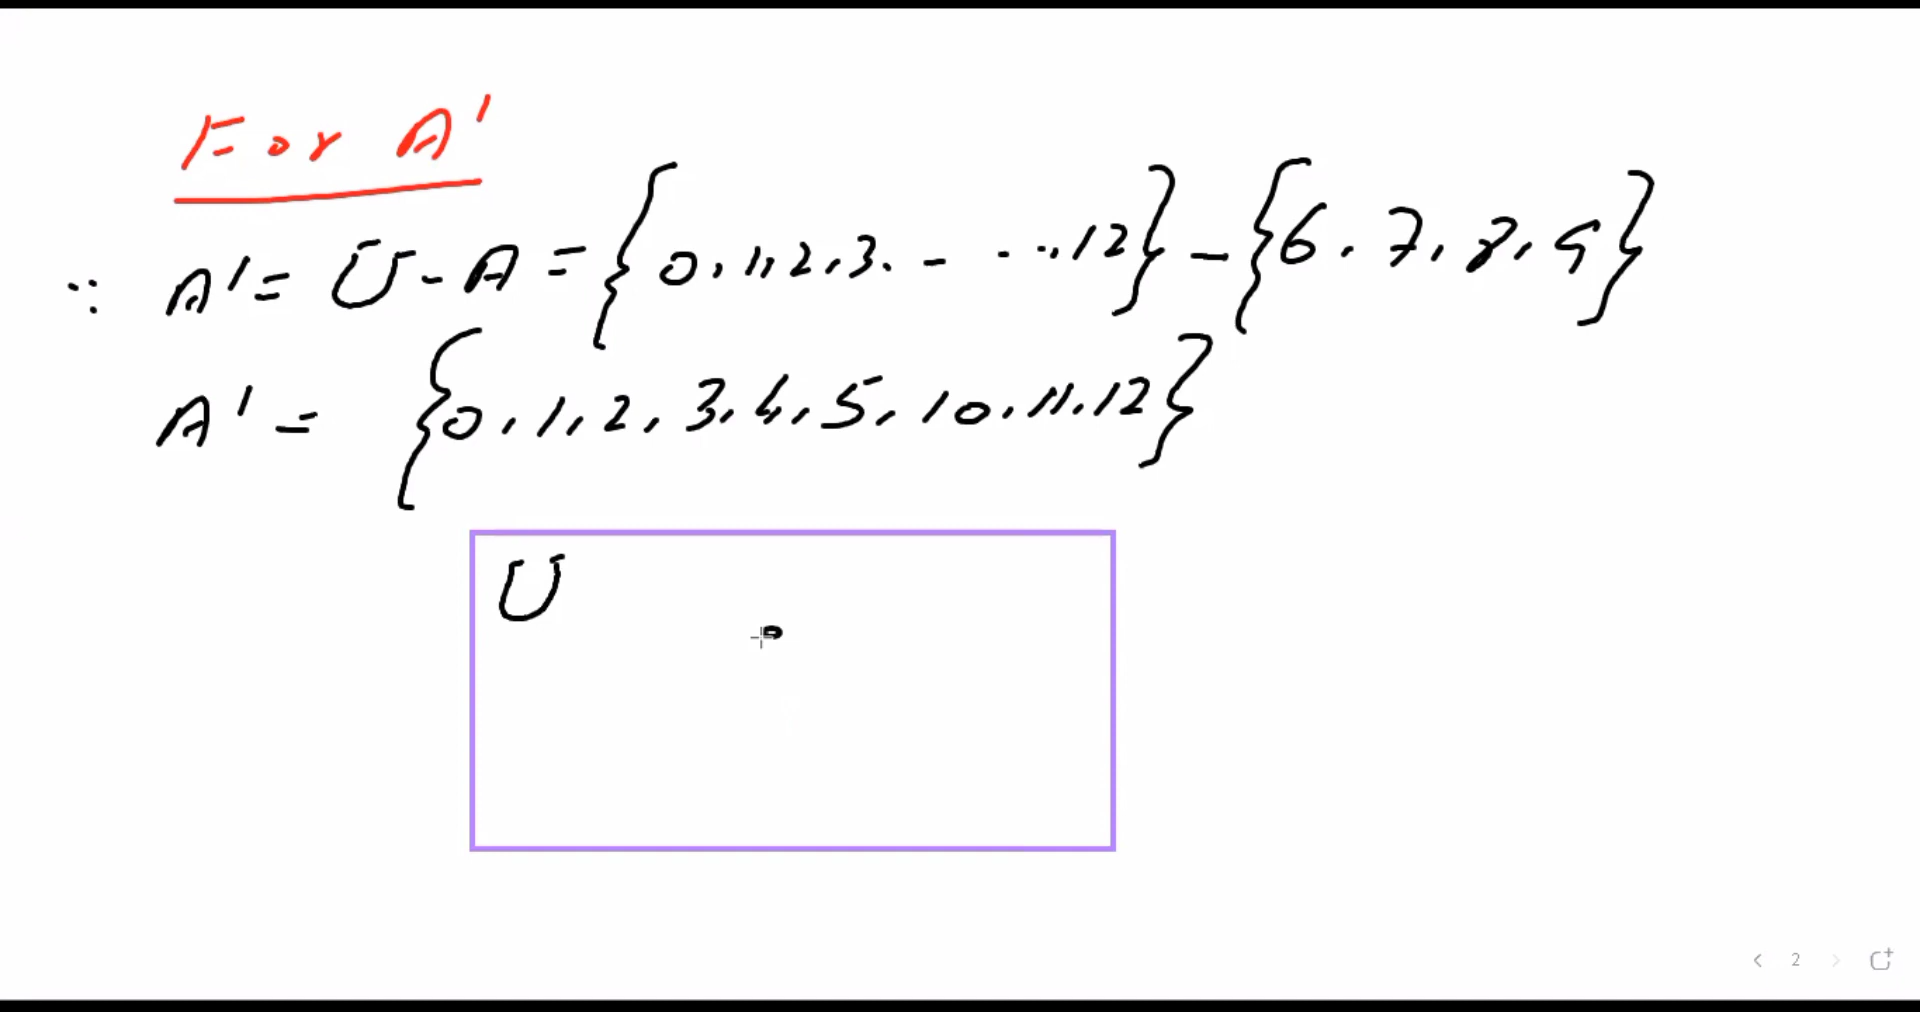 For A'
∵ A' = U - A = {0, 1, 2, 3. - - ..., 12} - {6, 7, 8, 9}
A' = {0, 1, 2, 3, 4, 5, 10, 11, 12}
U
< 2 >